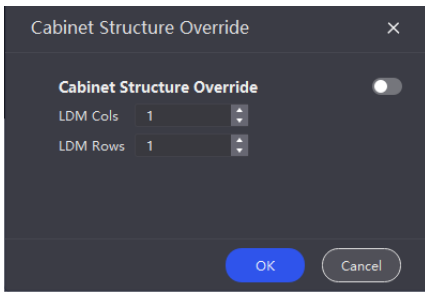 Cabinet Structure Override
Cabinet Structure Override
LDM Cols 1
LDM Rows 1
OK Cancel